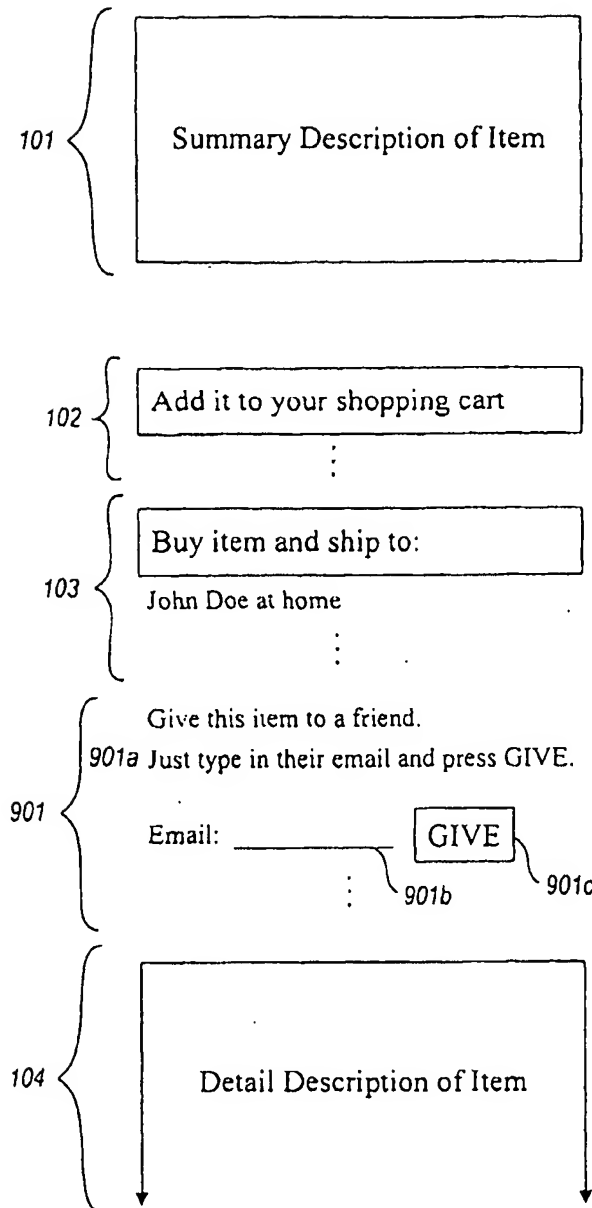 101
Summary Description of Item
102
Add it to your shopping cart
103
Buy item and ship to:
John Doe at home
901
Give this item to a friend.
901a Just type in their email and press GIVE.
Email: GIVE
901b
901c
104
Detail Description of Item